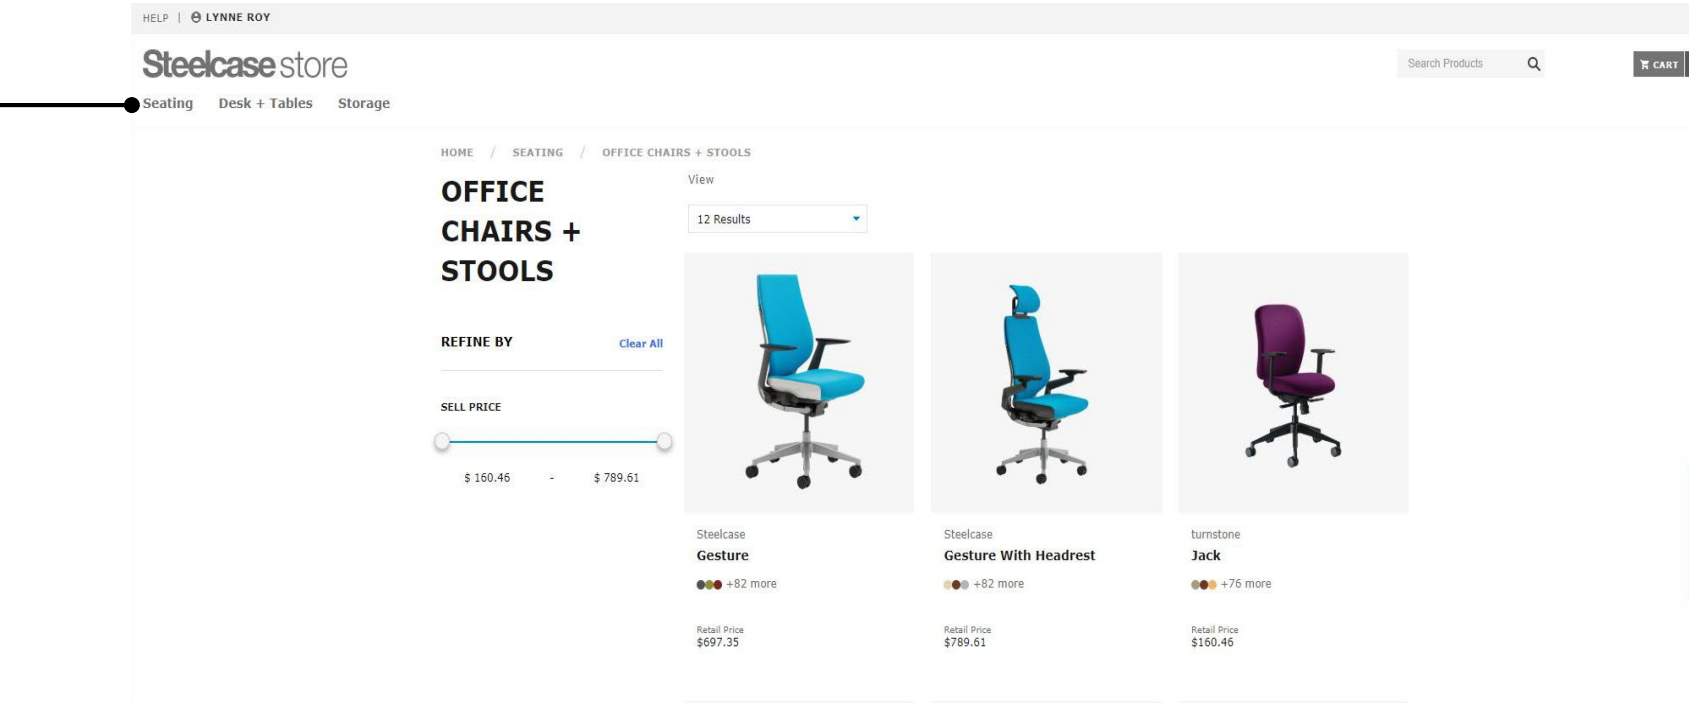 HELP | LYNNE ROY
Steelcase store
Search Products
CART
Seating Desk + Tables Storage
HOME / SEATING / OFFICE CHAIRS + STOOLS
OFFICE
CHAIRS +
STOOLS
View
12 Results
REFINE BY Clear All
SELL PRICE
$ 160.46 - $ 789.61
Steelcase
Gesture
+82 more
Retail Price
$697.35
Steelcase
Gesture With Headrest
+82 more
Retail Price
$789.61
turnstone
Jack
+76 more
Retail Price
$160.46